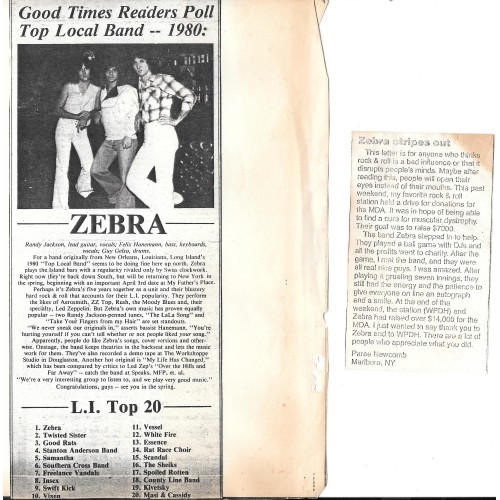 Good Times Readers Poll
Top Local Band -- 1980:
ZEBRA
Randy Jackson, lead guitar, vocals; Felix Hanemann, bass, keyboards,
vocals; Guy Gelso, drums.
For a band originally from New Orleans, Louisiana, Long Island's
1980 "Top Local Band" seems to be doing fine here up north. Zebra
plays the Island bars with a regularity rivaled only by Swiss clockwork.
Right now they're back down South, but will be returning to New York in
the spring, beginning with an important April 3rd date at My Father's Place.
Perhaps it's Zebra's five years together as a unit and their history
hard rock & roll that accounts for their L.I. popularity. They perform
the likes of Aerosmith, ZZ Top, Rush, the Moody Blues and, their
specialty, Led Zeppelin. But Zebra's own music has proven equally
popular -- two Randy Jackson-penned tunes, "The LaLa Song" and
"Take Your Fingers from my Hair" are set standouts.
"We never sneak our originals in," asserts bassist Hanemann. "You're
hurting yourself if you can't tell whether or not people like your song."
Apparently, people do like Zebra's songs, cover versions and other-
wise. Onstage, the band keeps theatrics in the backseat and lets the music
work for them. They've also recorded a demo tape at The Workshoppe
Studio in Douglaston. Another hot original is "My Life Has Changed,"
which has been compared by critics to Led Zep's "Over the Hills and
Far Away" -- catch the band at Speaks, MFP, et. al.
"We're a very interesting group to listen to, and we play very good music."
Congratulations, guys -- see you in the spring.
L.I. Top 20
1. Zebra
2. Twisted Sister
3. Good Rats
4. Stanton Anderson Band
5. Samantha
6. Southern Cross Band
7. Freelance Vandals
8. Insex
9. Swift Kick
10. Vixen
11. Vessel
12. White Fire
13. Essence
14. Rat Race Choir
15. Scandal
16. The Sheiks
17. Spoiled Rotten
18. County Line Band
19. Kivetsky
20. Masi & Cassidy
Zebra stripes out
This letter is for anyone who thinks
rock & roll is a bad influence or that it
disrupts people's minds. Maybe after
reading this, people will open their
eyes instead of their mouths. This past
weekend, my favorite rock & roll
station held a drive for donations for
the MDA. It was in hope of being able
to find a cure for muscular dystrophy.
Their goal was to raise $7000.
The band Zebra stepped in to help.
They played a ball game with DJs and
all the profits went to charity. After the
game, I met the band, and they were
all real nice guys. I was amazed. After
playing a grueling seven innings, they
still had the energy and the patience to
give everyone on line an autograph
and a smile. At the end of the
weekend, the station (WPDH) and
Zebra had raised over $14,000 for the
MDA. I just wanted to say thank you to
Zebra and to WPDH. There are a lot of
people who appreciate what you did.
Newcomb
Marlboro, NY